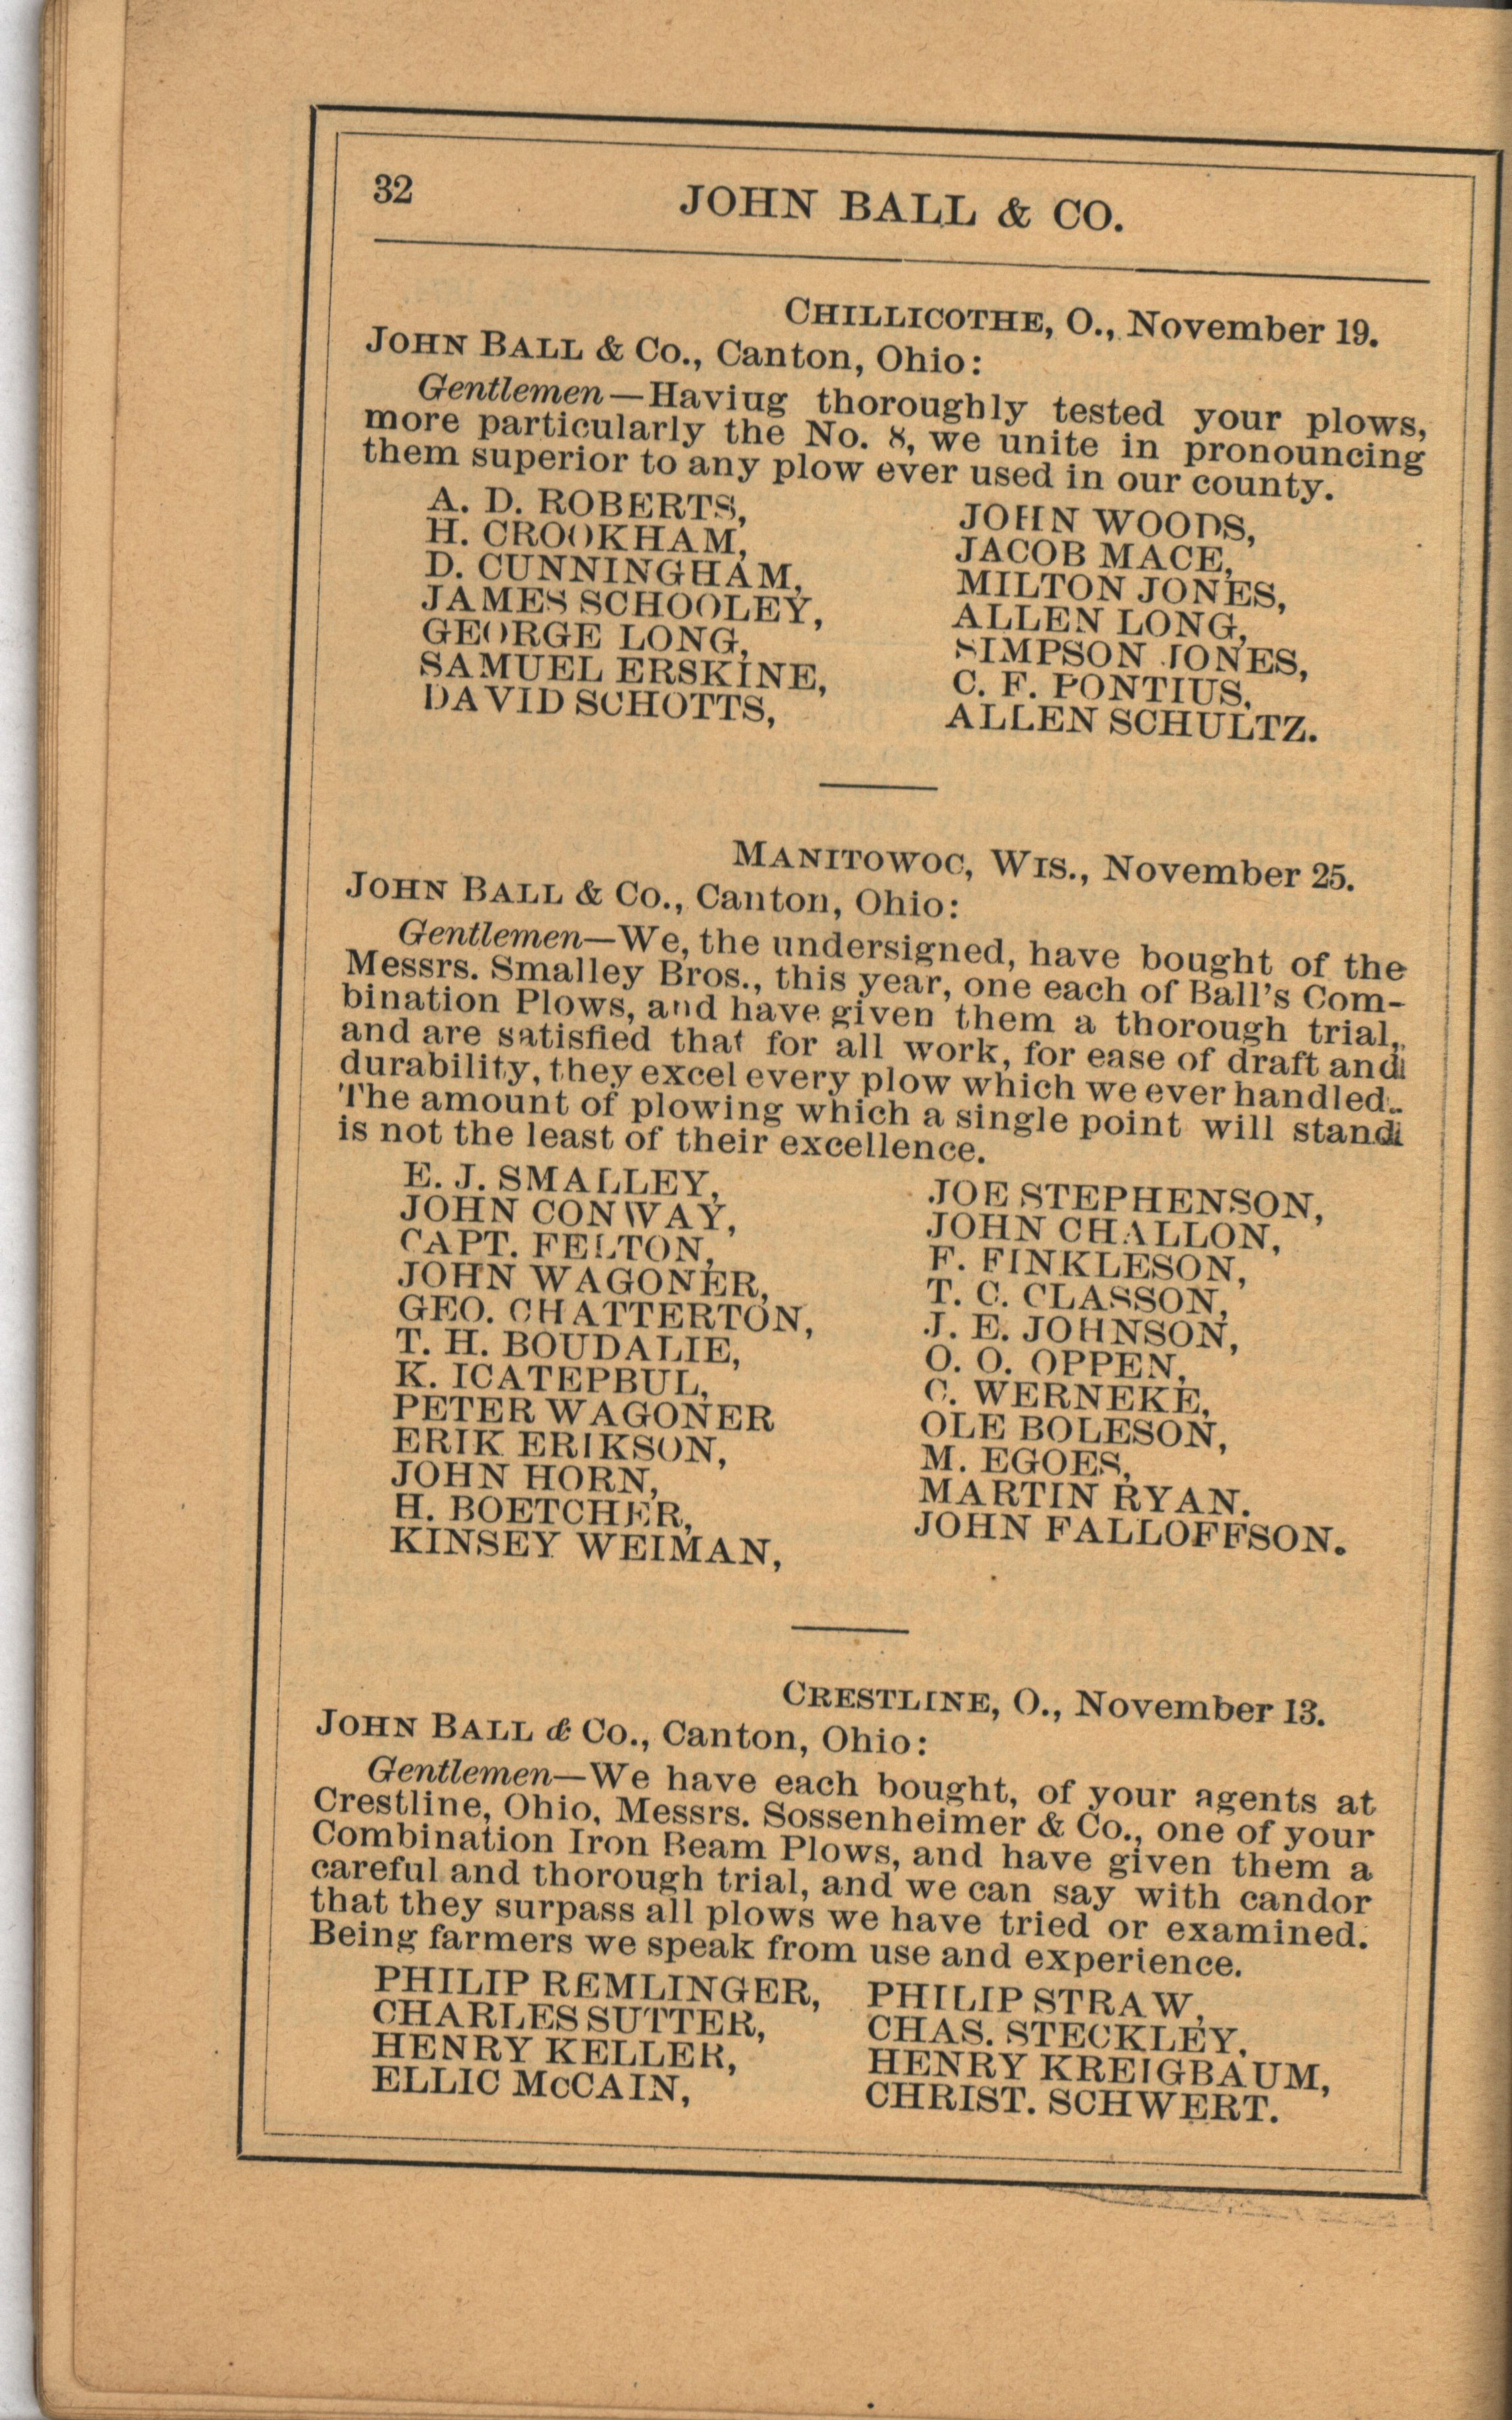 32
JOHN BALL & CO.
CHILLICOTHE, O., November 19.
JOHN BALL & Co., Canton, Ohio:
Gentlemen—Haviug thoroughly tested your plows,
more particularly the No. 8, we unite in pronouncing
them superior to any plow ever used in our county.
A. D. ROBERTS,
H. CROOKHAM,
D. CUNNINGHAM,
JAMES SCHOOLEY,
GEORGE LONG,
SAMUEL ERSKINE,
DAVID SCHOTTS,
JOHN WOODS,
JACOB MACE,
MILTON JONES,
ALLEN LONG,
SIMPSON JONES,
C. F. PONTIUS,
ALLEN SCHULTZ.
MANITOWOC, WIS., November 25.
JOHN BALL & Co., Canton, Ohio:
Gentlemen—We, the undersigned, have bought of the
Messrs. Smalley Bros., this year, one each of Ball's Com-
bination Plows, and have given them a thorough trial,
and are satisfied that for all work, for ease of draft and
durability, they excel every plow which we ever handled.
The amount of plowing which a single point will stand
is not the least of their excellence.
E. J. SMALLEY,
JOHN CONWAY,
CAPT. FELTON,
JOHN WAGONER,
GEO. CHATTERTON,
T. H. BOUDALIE,
K. ICATEPBUL,
PETER WAGONER
ERIK ERIKSON,
JOHN HORN,
H. BOETCHER,
KINSEY WEIMAN,
JOE STEPHENSON,
JOHN CHALLON,
F. FINKLESON,
T. C. CLASSON,
J. E. JOHNSON,
O. O. OPPEN,
C. WERNEKE,
OLE BOLESON,
M. EGOES,
MARTIN RYAN.
JOHN FALLOFFSON.
CRESTLINE, O., November 13.
JOHN BALL & Co., Canton, Ohio:
Gentlemen—We have each bought, of your agents at
Crestline, Ohio, Messrs. Sossenheimer & Co., one of your
Combination Iron Beam Plows, and have given them a
careful and thorough trial, and we can say with candor
that they surpass all plows we have tried or examined.
Being farmers we speak from use and experience.
PHILIP REMLINGER,
CHARLES SUTTER,
HENRY KELLER,
ELLIC McCAIN,
PHILIP STRAW,
CHAS. STECKLEY,
HENRY KREIGBAUM,
CHRIST. SCHWERT.